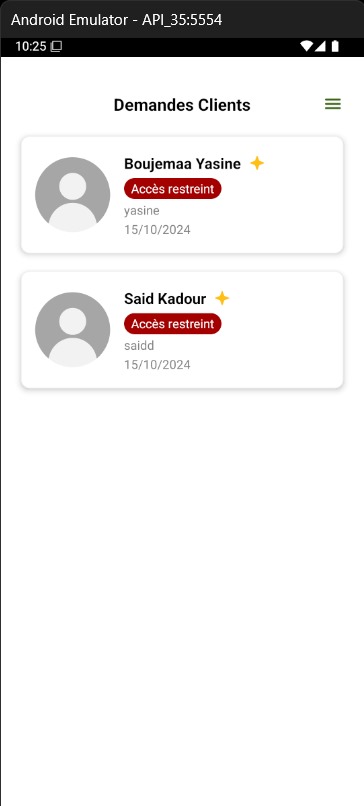 Android Emulator - API_35:5554
10:25
Demandes Clients
Boujemaa Yasine
Accès restreint
yasine
15/10/2024
Said Kadour
Accès restreint
saidd
15/10/2024